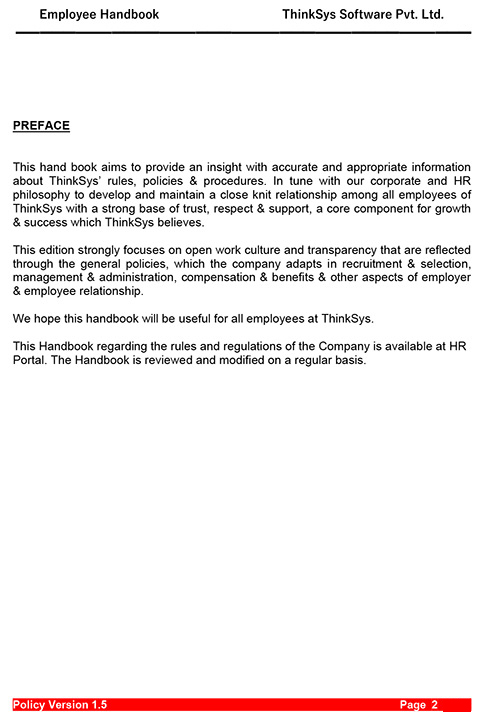 Employee Handbook ThinkSys Software Pvt. Ltd.
PREFACE
This hand book aims to provide an insight with accurate and appropriate information
about ThinkSys' rules, policies & procedures. In tune with our corporate and HR
philosophy to develop and maintain a close knit relationship among all employees of
ThinkSys with a strong base of trust, respect & support, a core component for growth
& success which ThinkSys believes.
This edition strongly focuses on open work culture and transparency that are reflected
through the general policies, which the company adapts in recruitment & selection,
management & administration, compensation & benefits & other aspects of employer
& employee relationship.
We hope this handbook will be useful for all employees at ThinkSys.
This Handbook regarding the rules and regulations of the Company is available at HR
Portal. The Handbook is reviewed and modified on a regular basis.
Policy Version 1.5 Page 2